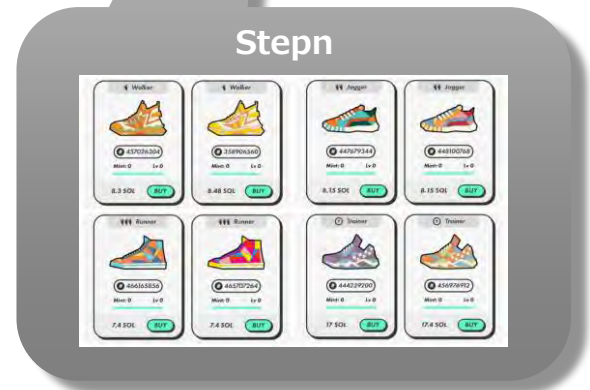 Stepn
Walker
Walker
Jogger
Jogger
457026304
358906360
447679344
448100768
Mint: 0 Lv 0
Mint: 0 Lv 0
Mint: 0 Lv 0
Mint: 0 Lv 0
8.3 SOL BUY
8.48 SOL BUY
8.15 SOL BUY
8.15 SOL BUY
Runner
Runner
Trainer
Trainer
466165856
465707264
444229200
456976912
Mint: 0 Lv 0
Mint: 0 Lv 0
Mint: 0 Lv 0
Mint: 0 Lv 0
7.4 SOL BUY
7.4 SOL BUY
17 SOL BUY
17.4 SOL BUY